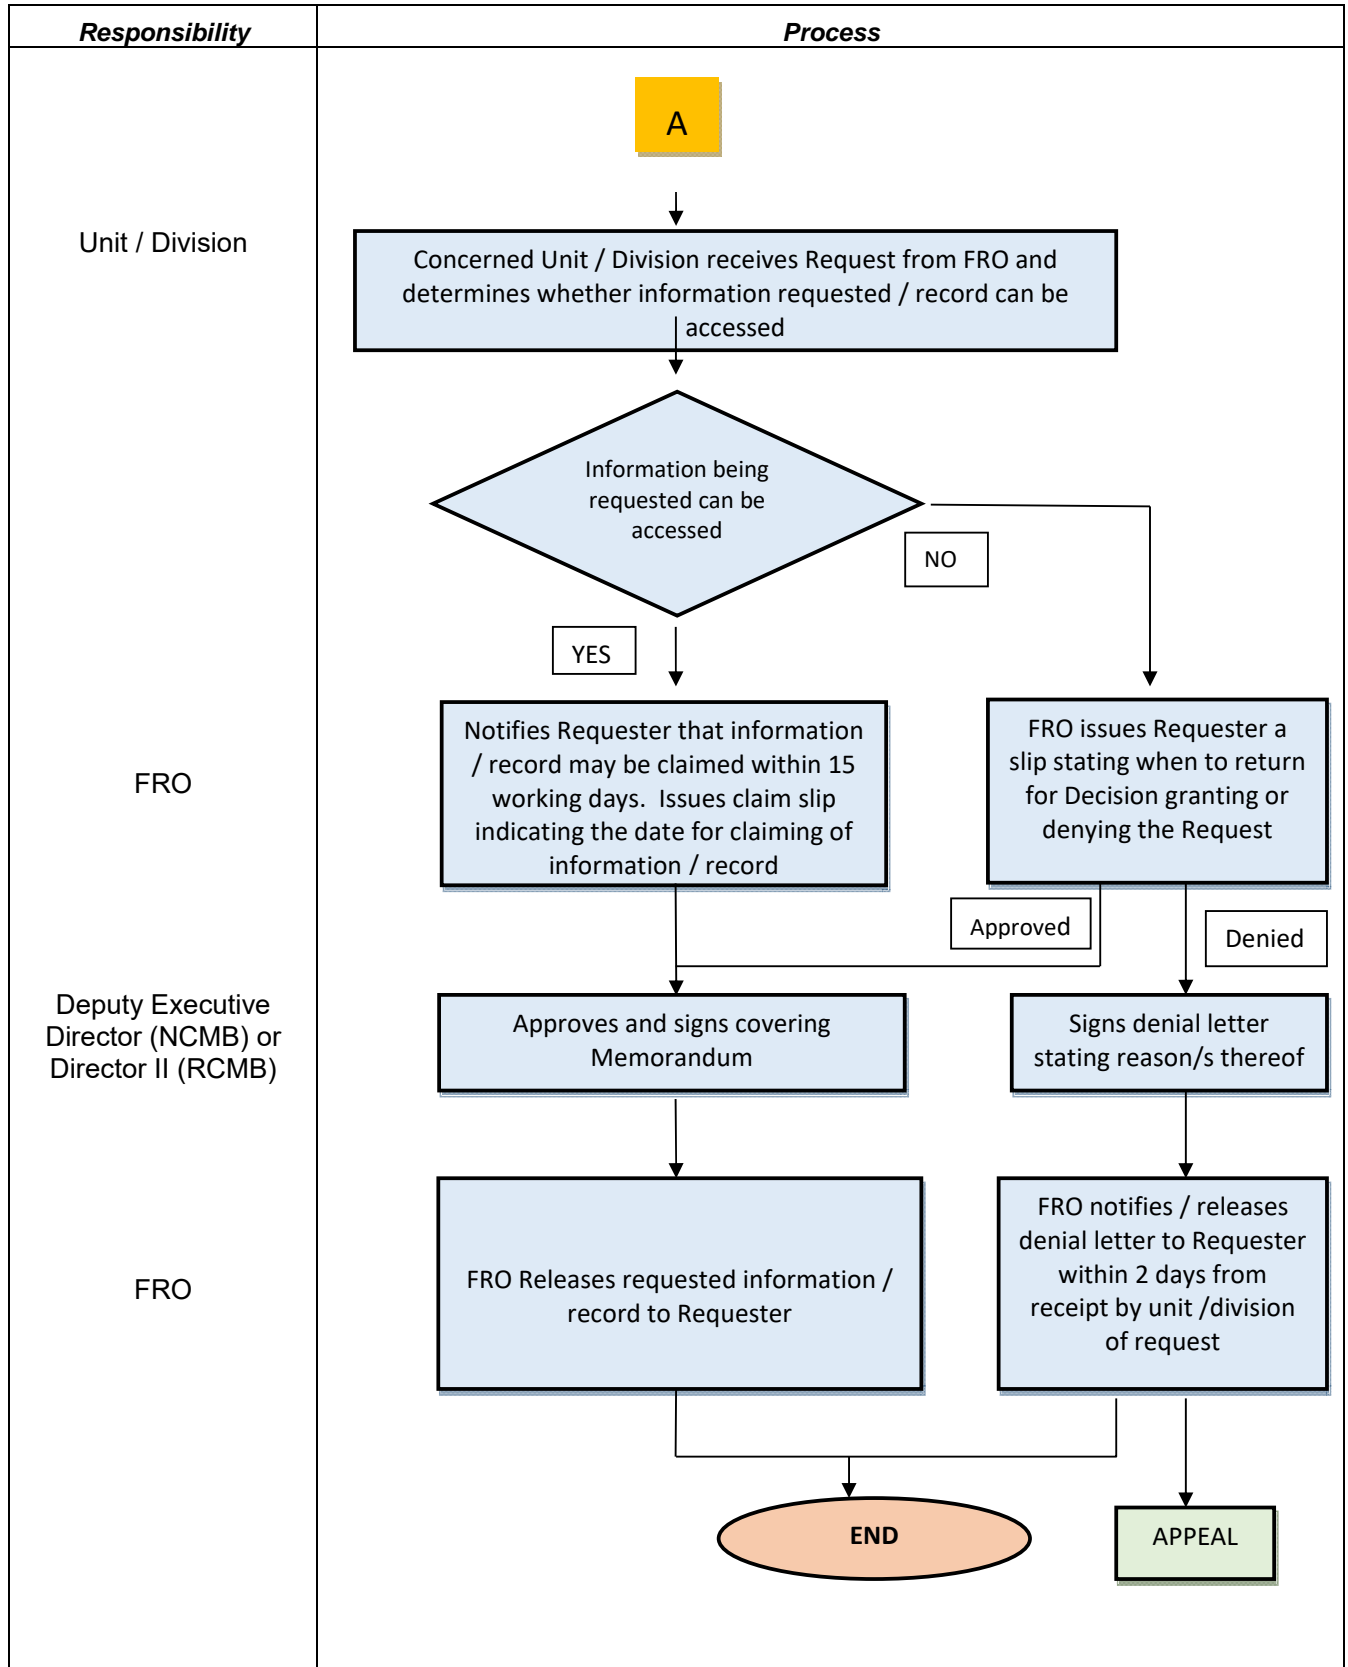 Responsibility
Process
A
Unit / Division
Concerned Unit / Division receives Request from FRO and
determines whether information requested / record can be
accessed
Information being
requested can be
accessed
NO
YES
FRO
Notifies Requester that information
/ record may be claimed within 15
working days.  Issues claim slip
indicating the date for claiming of
information / record
FRO issues Requester a
slip stating when to return
for Decision granting or
denying the Request
Approved
Denied
Deputy Executive
Director (NCMB) or
Director II (RCMB)
Approves and signs covering
Memorandum
Signs denial letter
stating reason/s thereof
FRO
FRO Releases requested information /
record to Requester
FRO notifies / releases
denial letter to Requester
within 2 days from
receipt by unit /division
of request
END
APPEAL